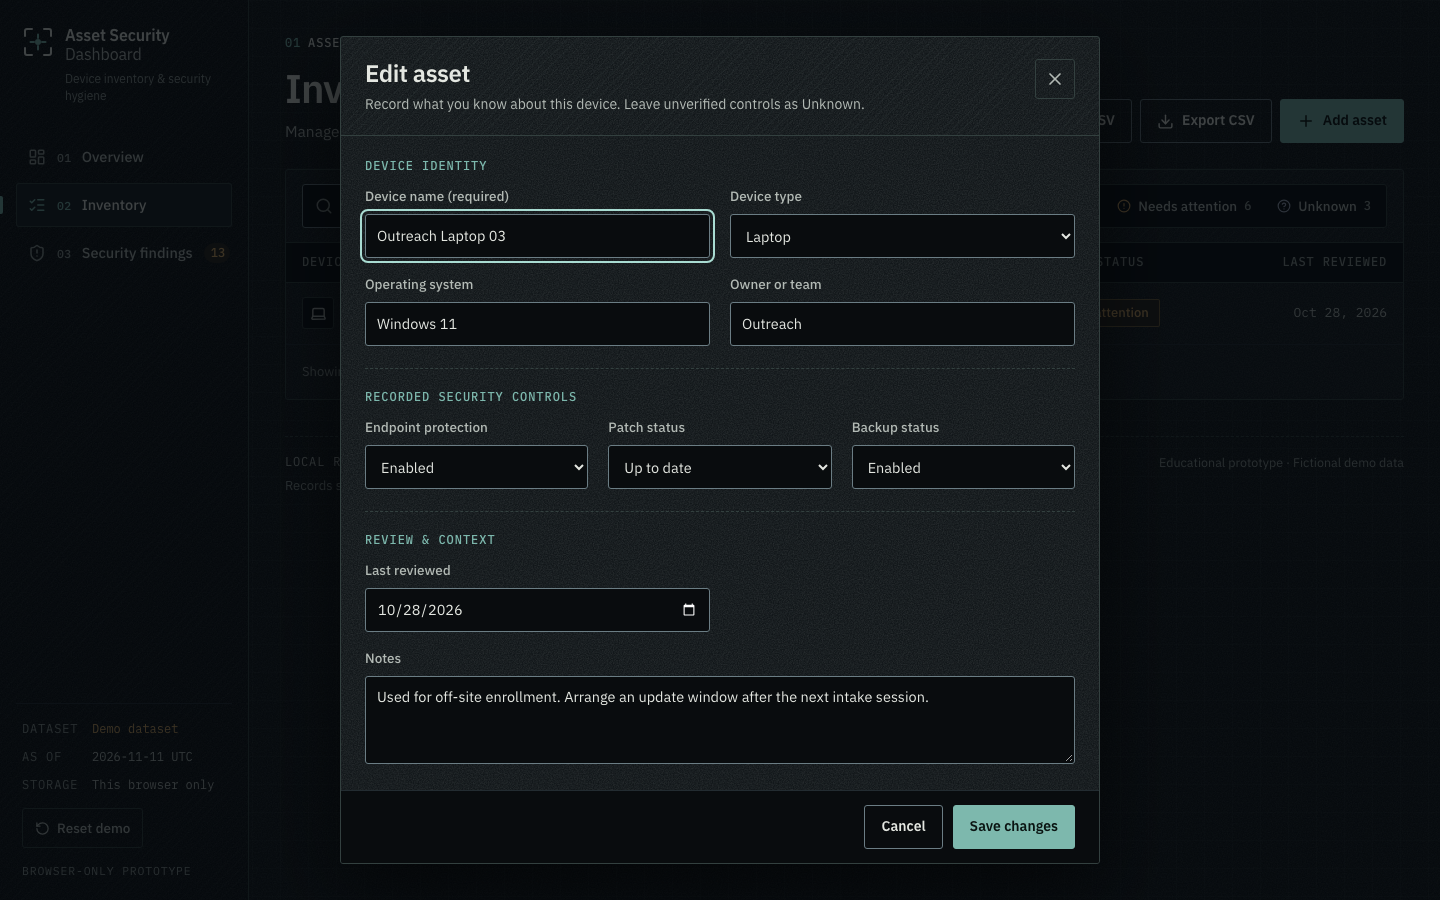 Asset Security
Dashboard
Device inventory & security
hygiene
01 Overview
02 Inventory
03 Security findings 13
DATASET Demo dataset
AS OF 2026-11-11 UTC
STORAGE This browser only
Reset demo
BROWSER-ONLY PROTOTYPE
01 ASSE
Inv
Manage
SV
Export CSV
Add asset
Needs attention 6
Unknown 3
DEVIC
STATUS
LAST REVIEWED
ttention
Oct 28, 2026
Showi
LOCAL R
Records s
Educational prototype · Fictional demo data
Edit asset
Record what you know about this device. Leave unverified controls as Unknown.
DEVICE IDENTITY
Device name (required)
Device type
Outreach Laptop 03
Laptop
Operating system
Owner or team
Windows 11
Outreach
RECORDED SECURITY CONTROLS
Endpoint protection
Patch status
Backup status
Enabled
Up to date
Enabled
REVIEW & CONTEXT
Last reviewed
10/28/2026
Notes
Used for off-site enrollment. Arrange an update window after the next intake session.
Cancel
Save changes